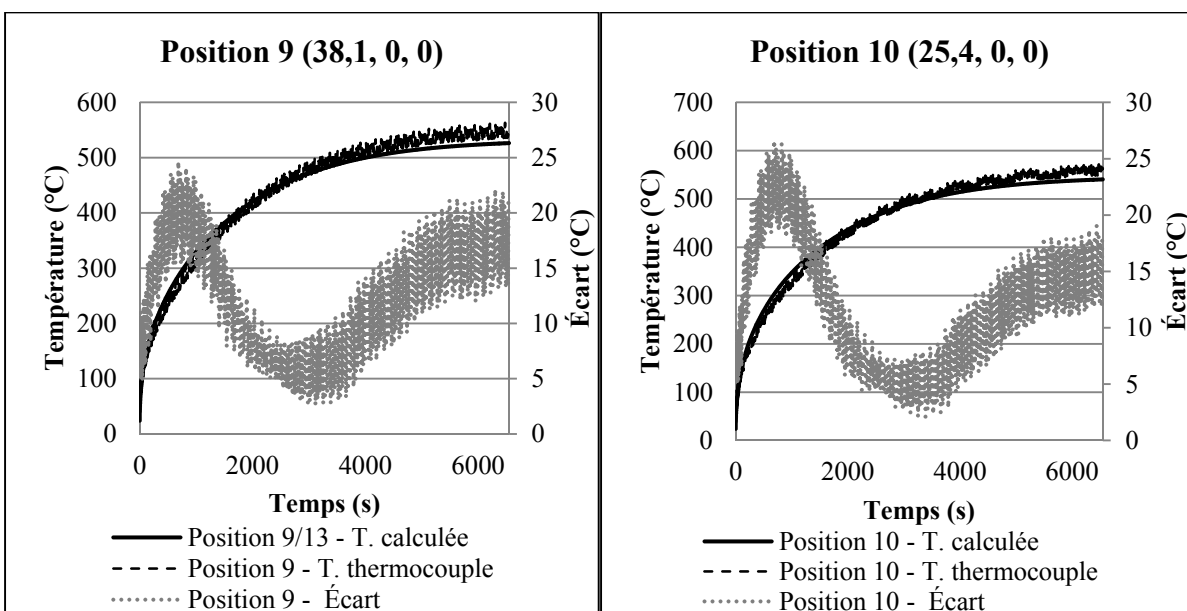 Position 9 (38,1, 0, 0)
600
500
400
300
200
100
0
Température (°C)
30
25
20
15
10
5
0
Écart (°C)
0
2000
4000
6000
Temps (s)
Position 9/13 - T. calculée
Position 9 - T. thermocouple
Position 9 - Écart
Position 10 (25,4, 0, 0)
700
600
500
400
300
200
100
0
Température (°C)
30
25
20
15
10
5
0
Écart (°C)
0
2000
4000
6000
Temps (s)
Position 10 - T. calculée
Position 10 - T. thermocouple
Position 10 - Écart